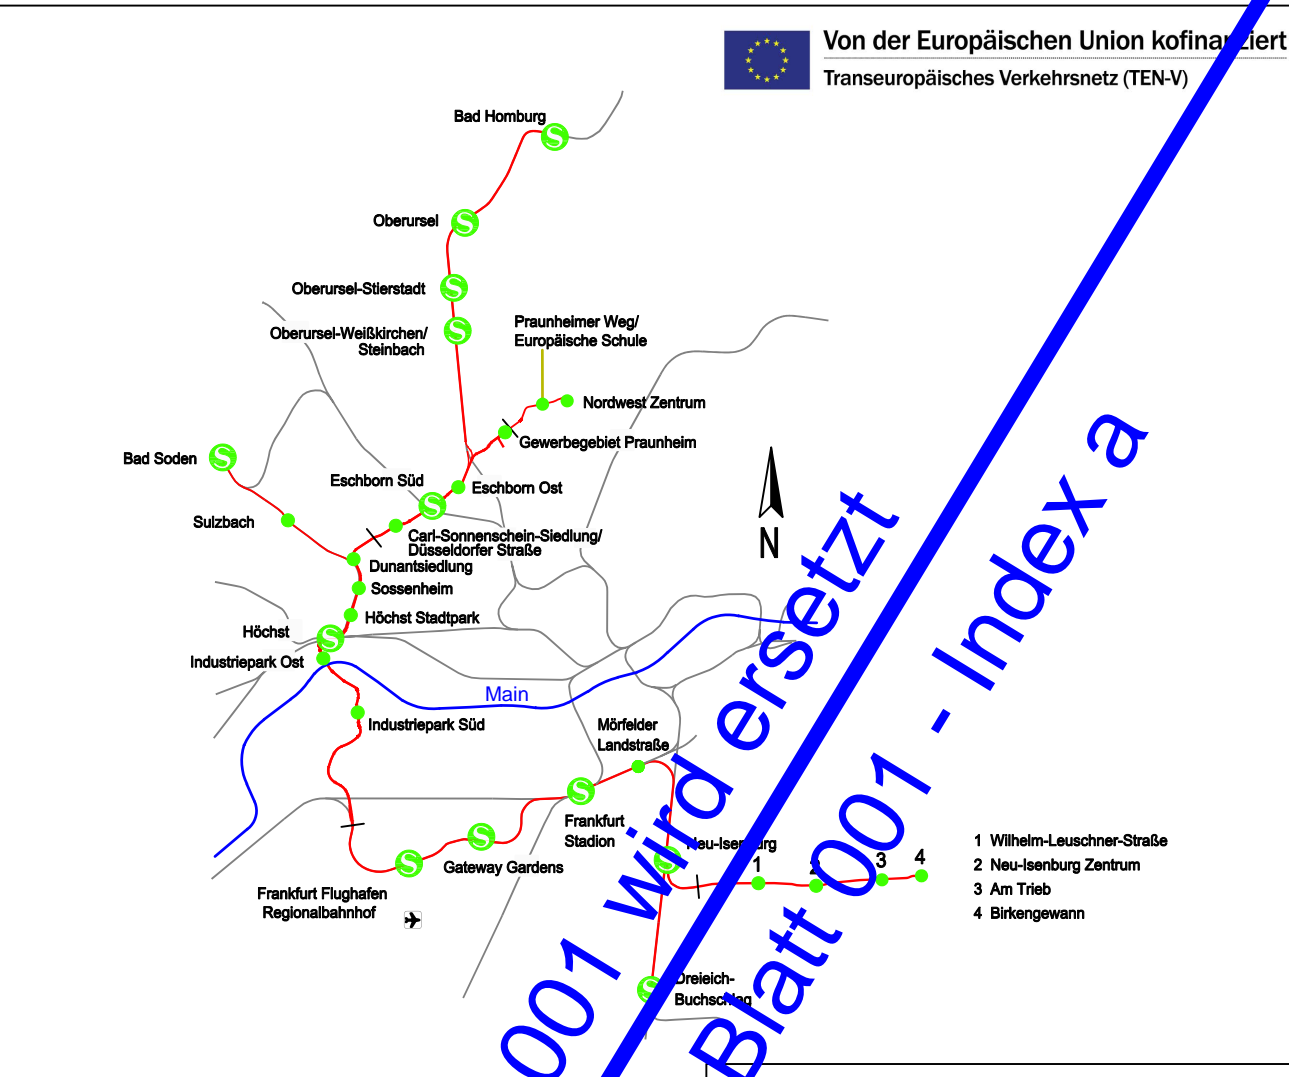 Von der Europäischen Union kofinanziert
Transeuropäisches Verkehrsnetz (TEN-V)
Bad Homburg
Oberursel
Oberursel-Stierstadt
Oberursel-Weißkirchen/
Steinbach
Praunheimer Weg/
Europäische Schule
Nordwest Zentrum
Gewerbegebiet Praunheim
Bad Soden
Eschborn Süd
Eschborn Ost
Sulzbach
Carl-Sonnenschein-Siedlung/
Düsseldorfer Straße
Dunantsiedlung
Sossenheim
Höchst Stadtpark
Höchst
Industriepark Ost
Main
Industriepark Süd
Mörfelder
Landstraße
N
Frankfurt
Stadion
Gateway Gardens
Frankfurt Flughafen
Regionalbahnhof
Neu-Isenburg
1
2
3
4
Dreieich-
Buchschlag
1 Wilhelm-Leuschner-Straße
2 Neu-Isenburg Zentrum
3 Am Trieb
4 Birkengewann
001 wird ersetzt
Blatt 001 - Index a